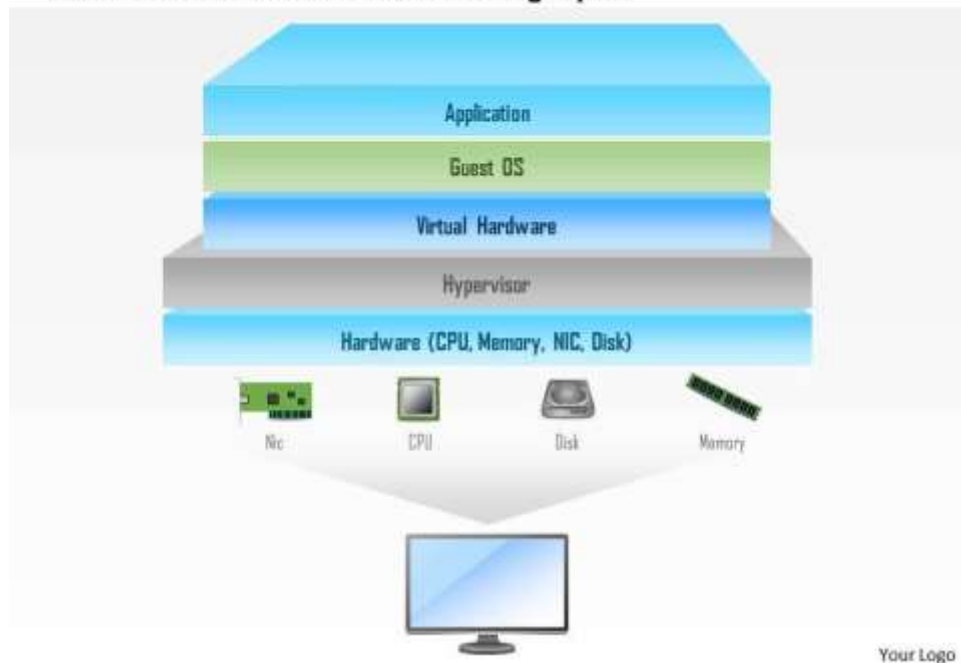 Application
Guest OS
Virtual Hardware
Hypervisor
Hardware (CPU, Memory, NIC, Disk)
Nic CPU Disk Memory
Your Logo